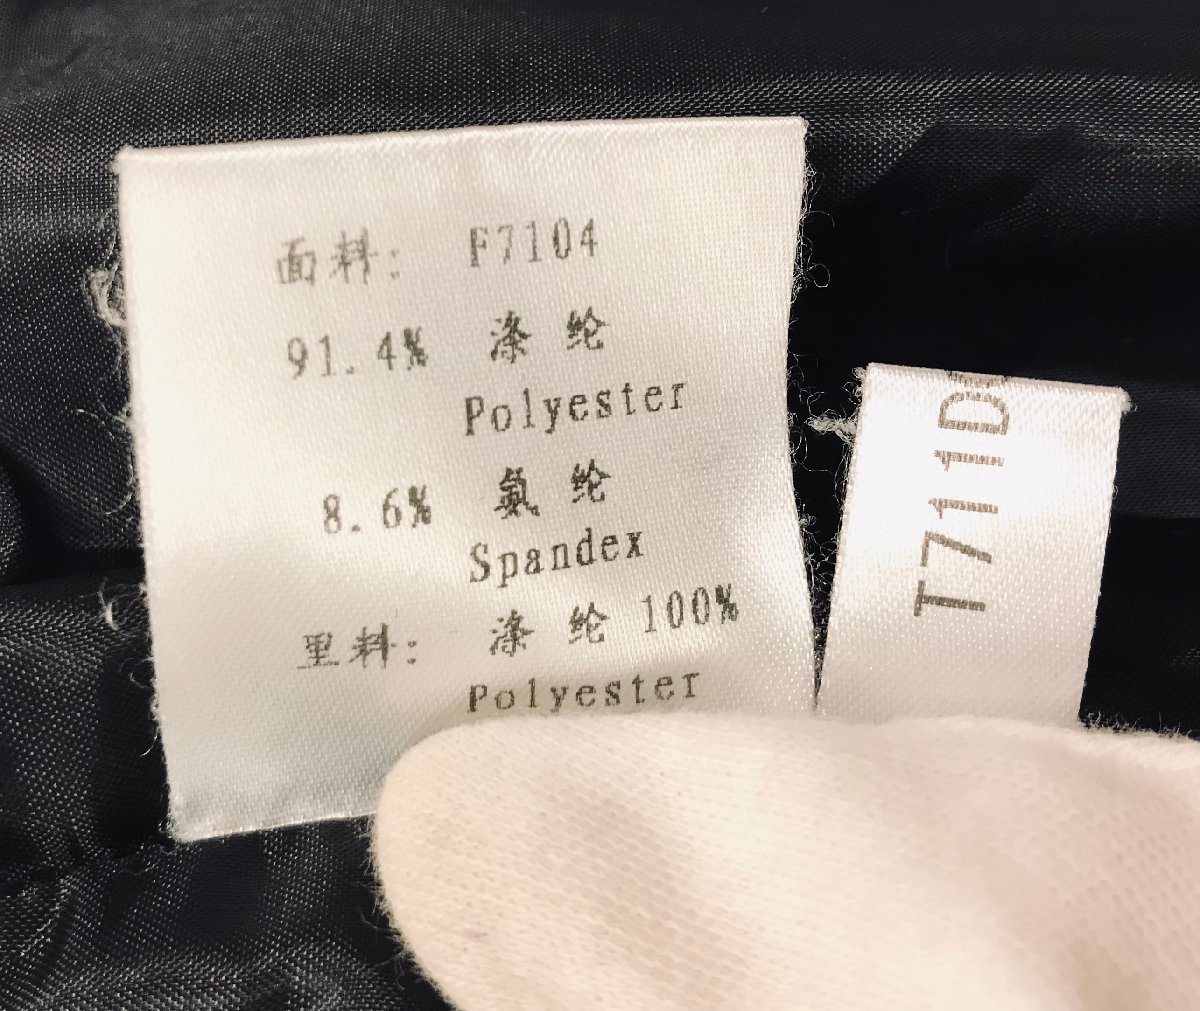 面料: F7104
91.4% 涤纶
Polyester
8.6% 氨纶
Spandex
里料: 涤纶 100%
Polyester
T711D